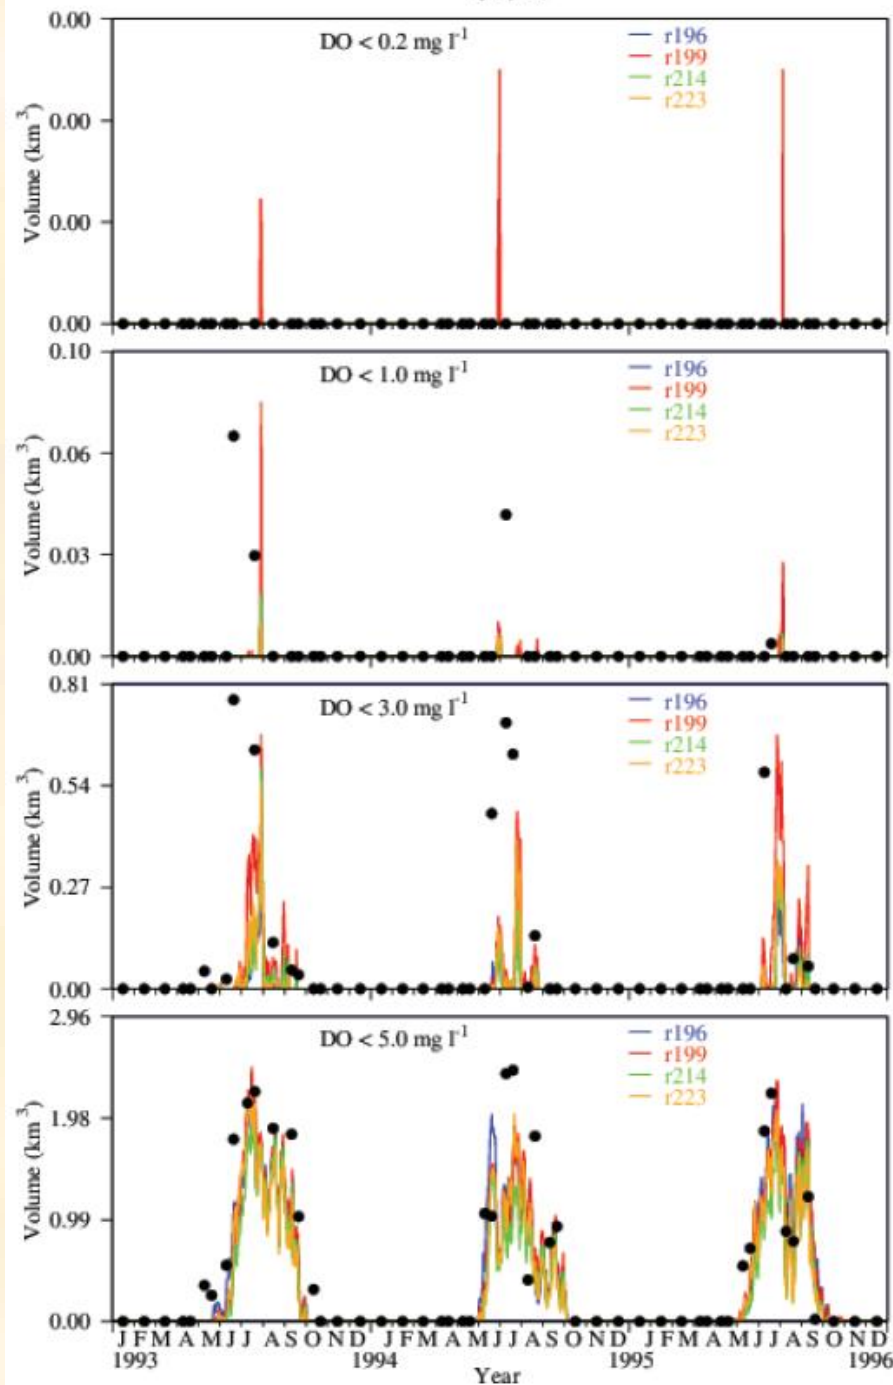 0.00
DO < 0.2 mg l-1
r196
r199
r214
r223
0.00
0.00
0.00
Volume (km3)
0.10
DO < 1.0 mg l-1
r196
r199
r214
r223
0.06
0.03
0.00
Volume (km3)
0.81
DO < 3.0 mg l-1
r196
r199
r214
r223
0.54
0.27
0.00
Volume (km3)
2.96
DO < 5.0 mg l-1
r196
r199
r214
r223
1.98
0.99
0.00
Volume (km3)
J F M A M J J A S O N D J F M A M J J A S O N D J F M A M J J A S O N D
1993 1994 1995 1996
Year